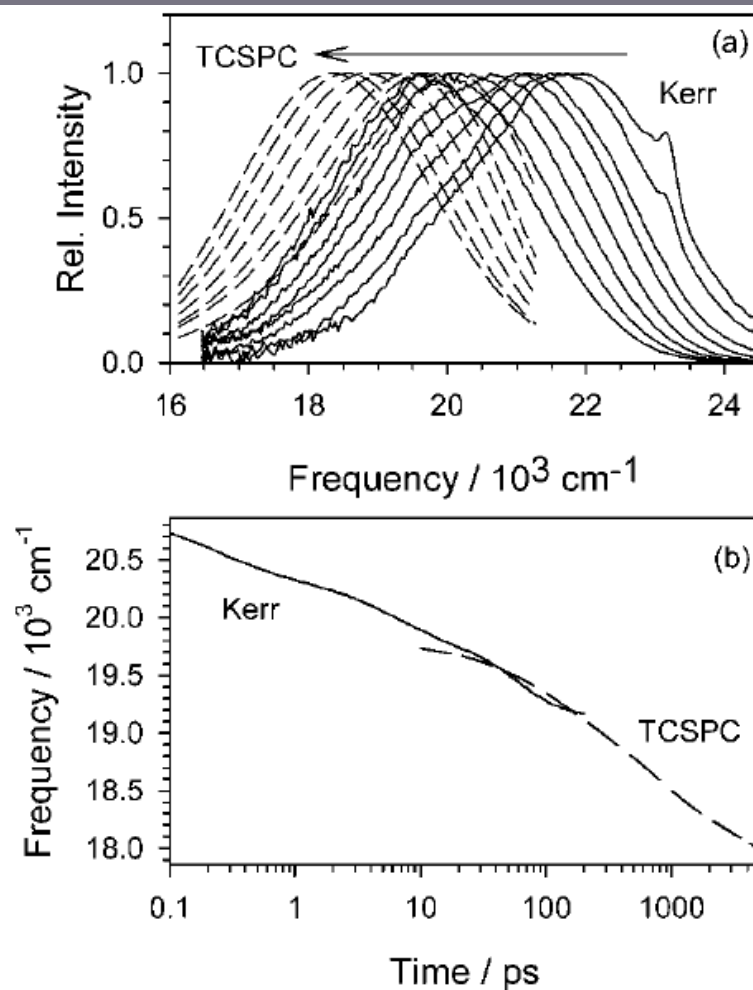 (a)
TCSPC
Kerr
1.0
0.5
0.0
Rel. Intensity
16 18 20 22 24
Frequency / 10³ cm⁻¹
(b)
20.5
20.0
19.5
19.0
18.5
18.0
Frequency / 10³ cm⁻¹
Kerr
TCSPC
0.1 1 10 100 1000
Time / ps